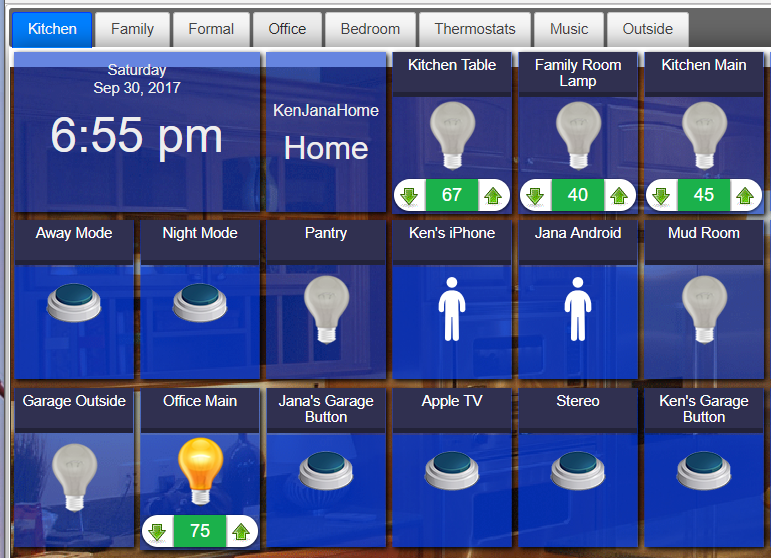 Kitchen
Family
Formal
Office
Bedroom
Thermostats
Music
Outside
Saturday
Sep 30, 2017
6:55 pm
KenJanaHome
Home
Kitchen Table
67
Family Room
Lamp
40
Kitchen Main
45
Away Mode
Night Mode
Pantry
Ken's iPhone
Jana Android
Mud Room
Garage Outside
Office Main
75
Jana's Garage
Button
Apple TV
Stereo
Ken's Garage
Button